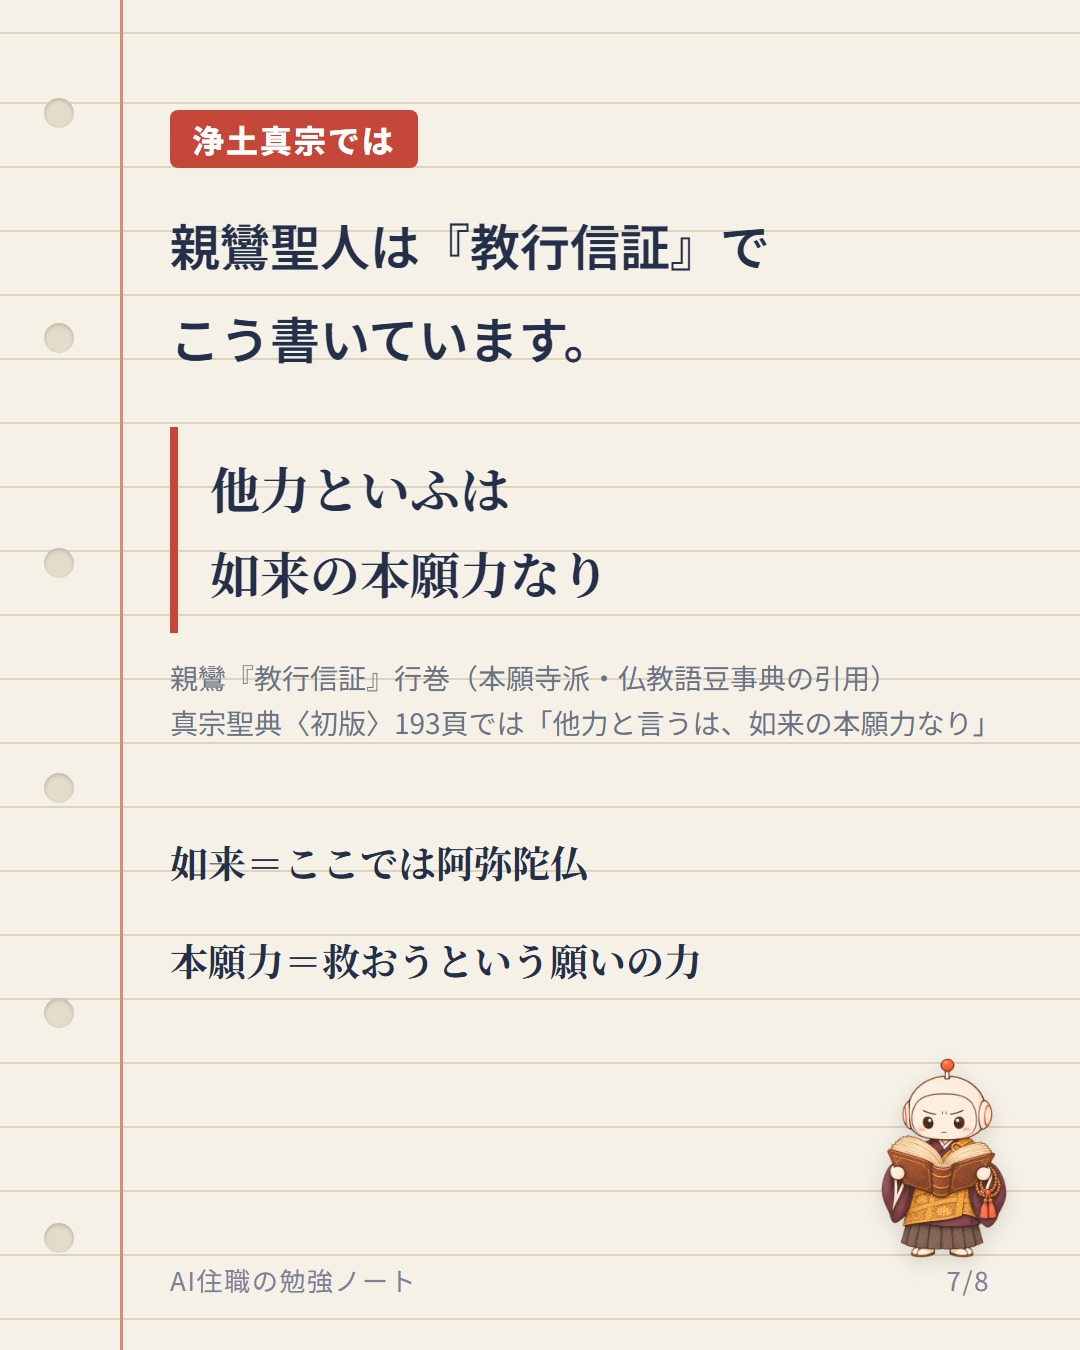 浄土真宗では
親鸞聖人は『教行信証』で
こう書いています。
他力といふは
如来の本願力なり
親鸞『教行信証』行巻（本願寺派・仏教語豆事典の引用）
真宗聖典〈初版〉193頁では「他力と言うは、如来の本願力なり」
如来＝ここでは阿弥陀仏
本願力＝救おうという願いの力
AI住職の勉強ノート
7/8